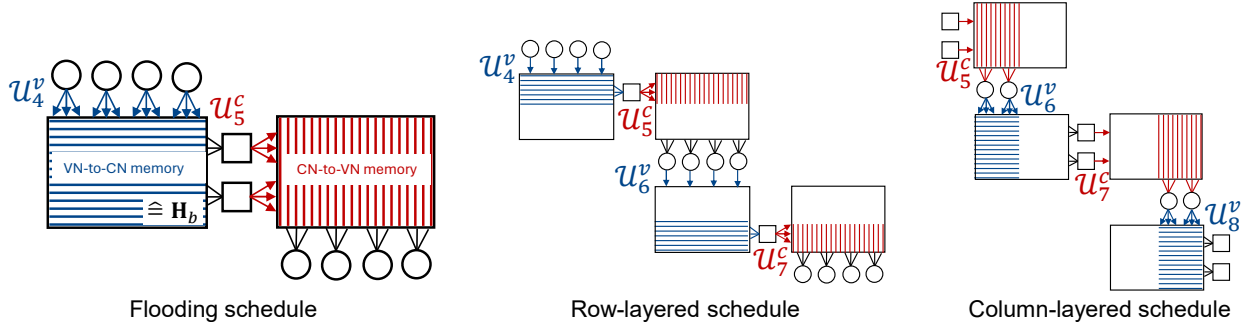 𝒰₄ᵛ
𝒰₅ᶜ
VN-to-CN memory
CN-to-VN memory
≙ 𝐇_b
Flooding schedule
𝒰₄ᵛ
𝒰₅ᶜ
𝒰₆ᵛ
𝒰₇ᶜ
Row-layered schedule
𝒰₅ᶜ
𝒰₆ᵛ
𝒰₇ᶜ
𝒰₈ᵛ
Column-layered schedule